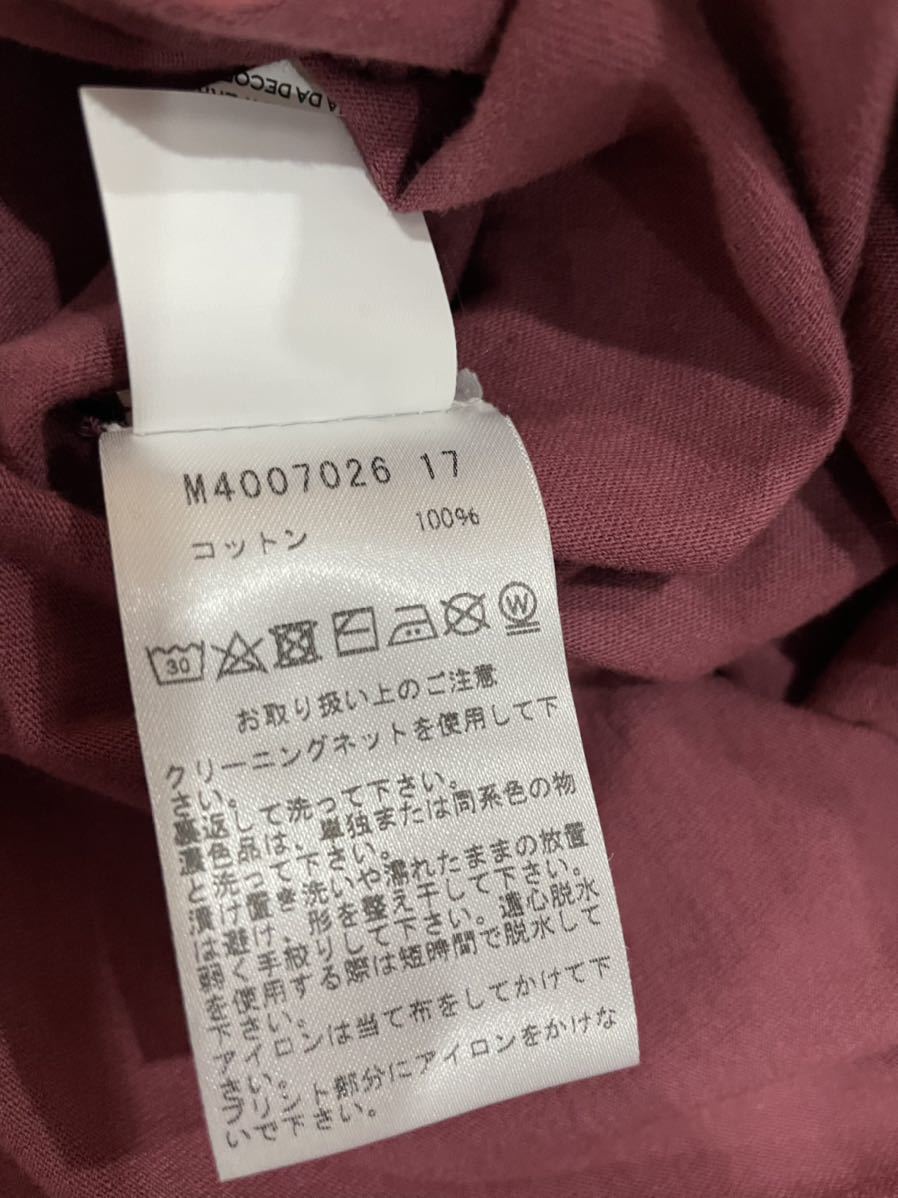 DA DECO
M4007026 17
コットン 100%
30
W
お取り扱い上のご注意
クリーニングネットを使用して下
さい。
裏返して洗って下さい。
濃色品は、単独または同系色の物
と洗って下さい。
漬け置き洗いや濡れたままの放置
は避け、形を整え干して下さい。
弱く手絞りして下さい。遠心脱水
を使用する際は短時間で脱水して
下さい。
アイロンは当て布をしてかけて下
さい。
プリント部分にアイロンをかけな
いで下さい。